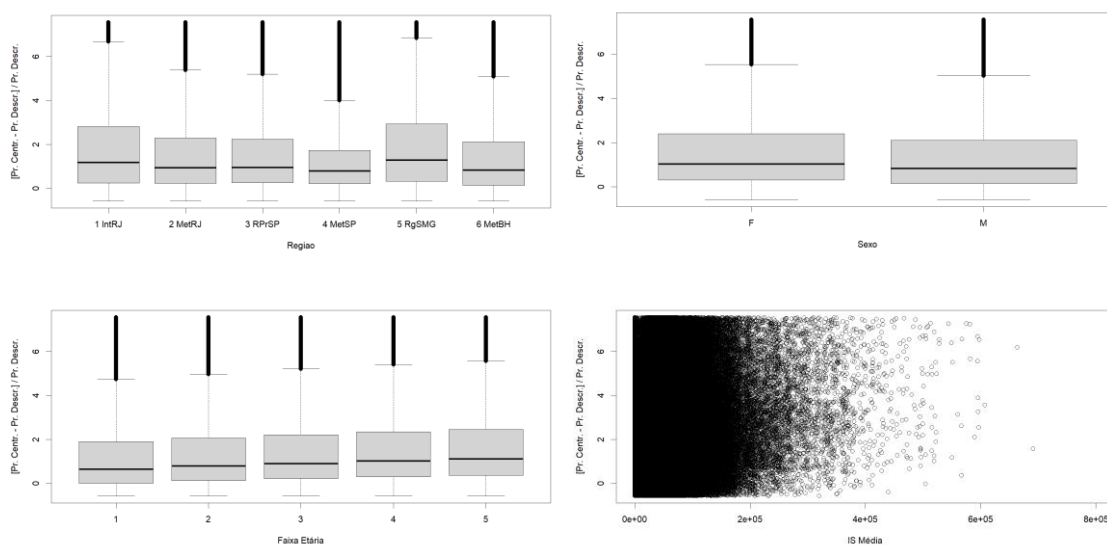 [Pr. Centr. - Pr. Descr.] / Pr. Descr.
6
4
2
0
1 IntRJ 2 MetRJ 3 RPrSP 4 MetSP 5 RgSMG 6 MetBH
Regiao
[Pr. Centr. - Pr. Descr.] / Pr. Descr.
6
4
2
0
F M
Sexo
[Pr. Centr. - Pr. Descr.] / Pr. Descr.
6
4
2
0
1 2 3 4 5
Faixa Etária
[Pr. Centr. - Pr. Descr.] / Pr. Descr.
6
4
2
0
0e+00 2e+05 4e+05 6e+05 8e+0
IS Média